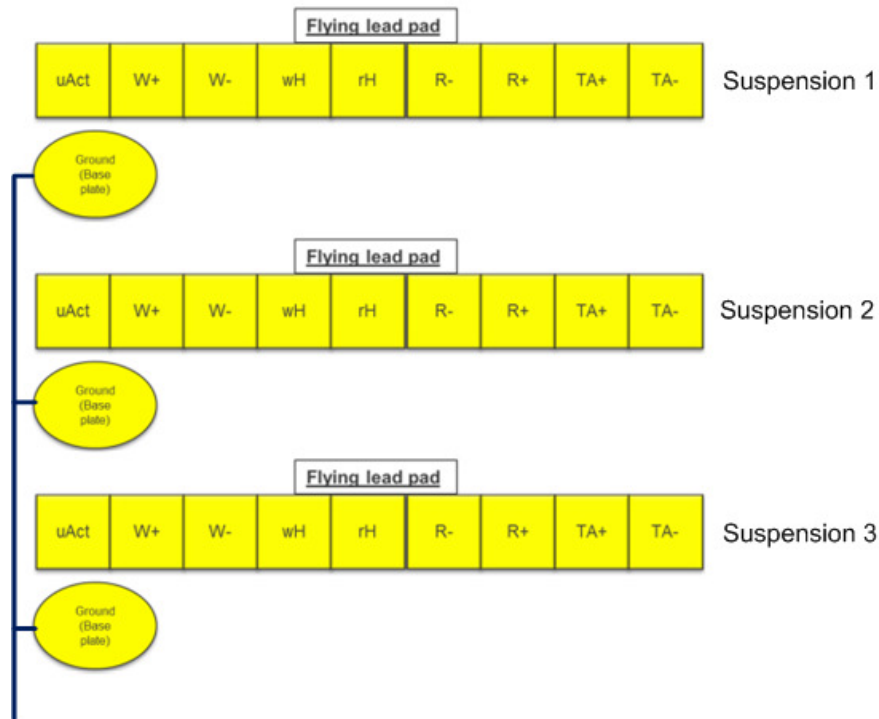 Flying lead pad
uAct W+ W- wH rH R- R+ TA+ TA- Suspension 1
Ground
(Base
plate)
Flying lead pad
uAct W+ W- wH rH R- R+ TA+ TA- Suspension 2
Ground
(Base
plate)
Flying lead pad
uAct W+ W- wH rH R- R+ TA+ TA- Suspension 3
Ground
(Base
plate)